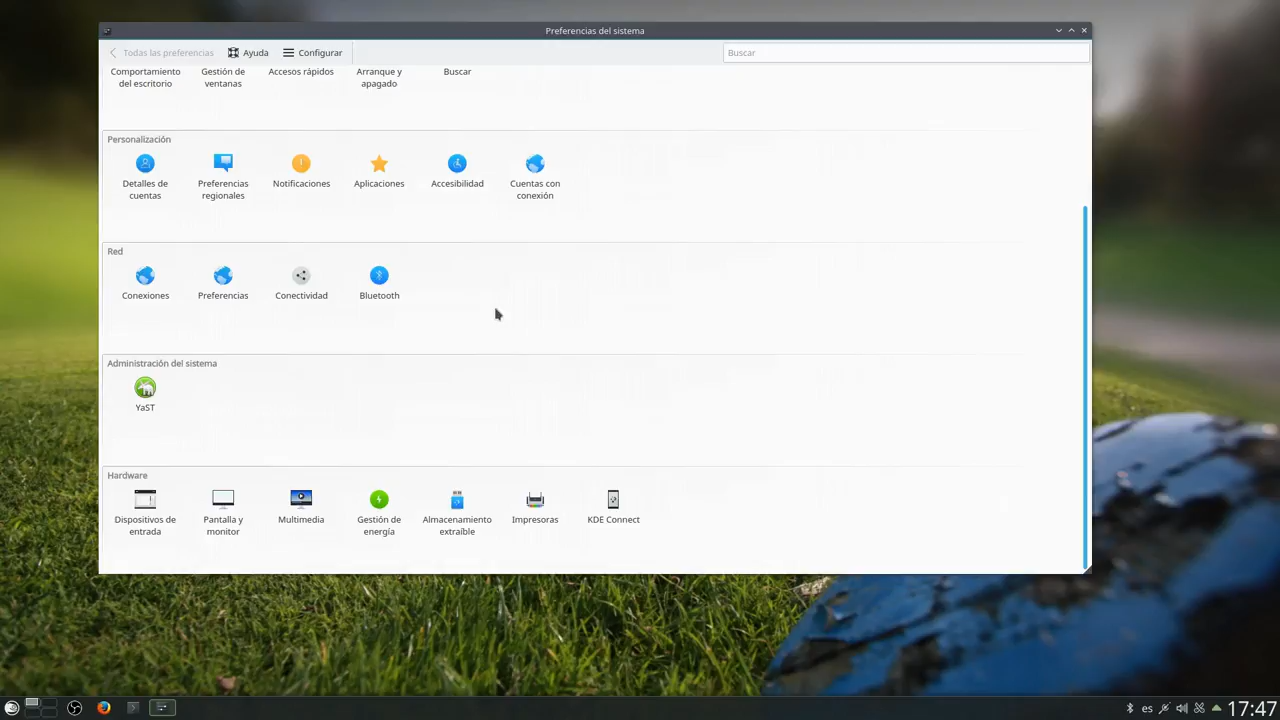 Preferencias del sistema
Todas las preferencias Ayuda Configurar Buscar
Comportamiento del escritorio
Gestión de ventanas
Accesos rápidos
Arranque y apagado
Buscar
Personalización
Detalles de cuentas
Preferencias regionales
Notificaciones
Aplicaciones
Accesibilidad
Cuentas con conexión
Red
Conexiones
Preferencias
Conectividad
Bluetooth
Administración del sistema
YaST
Hardware
Dispositivos de entrada
Pantalla y monitor
Multimedia
Gestión de energía
Almacenamiento extraíble
Impresoras
KDE Connect
es 17:47